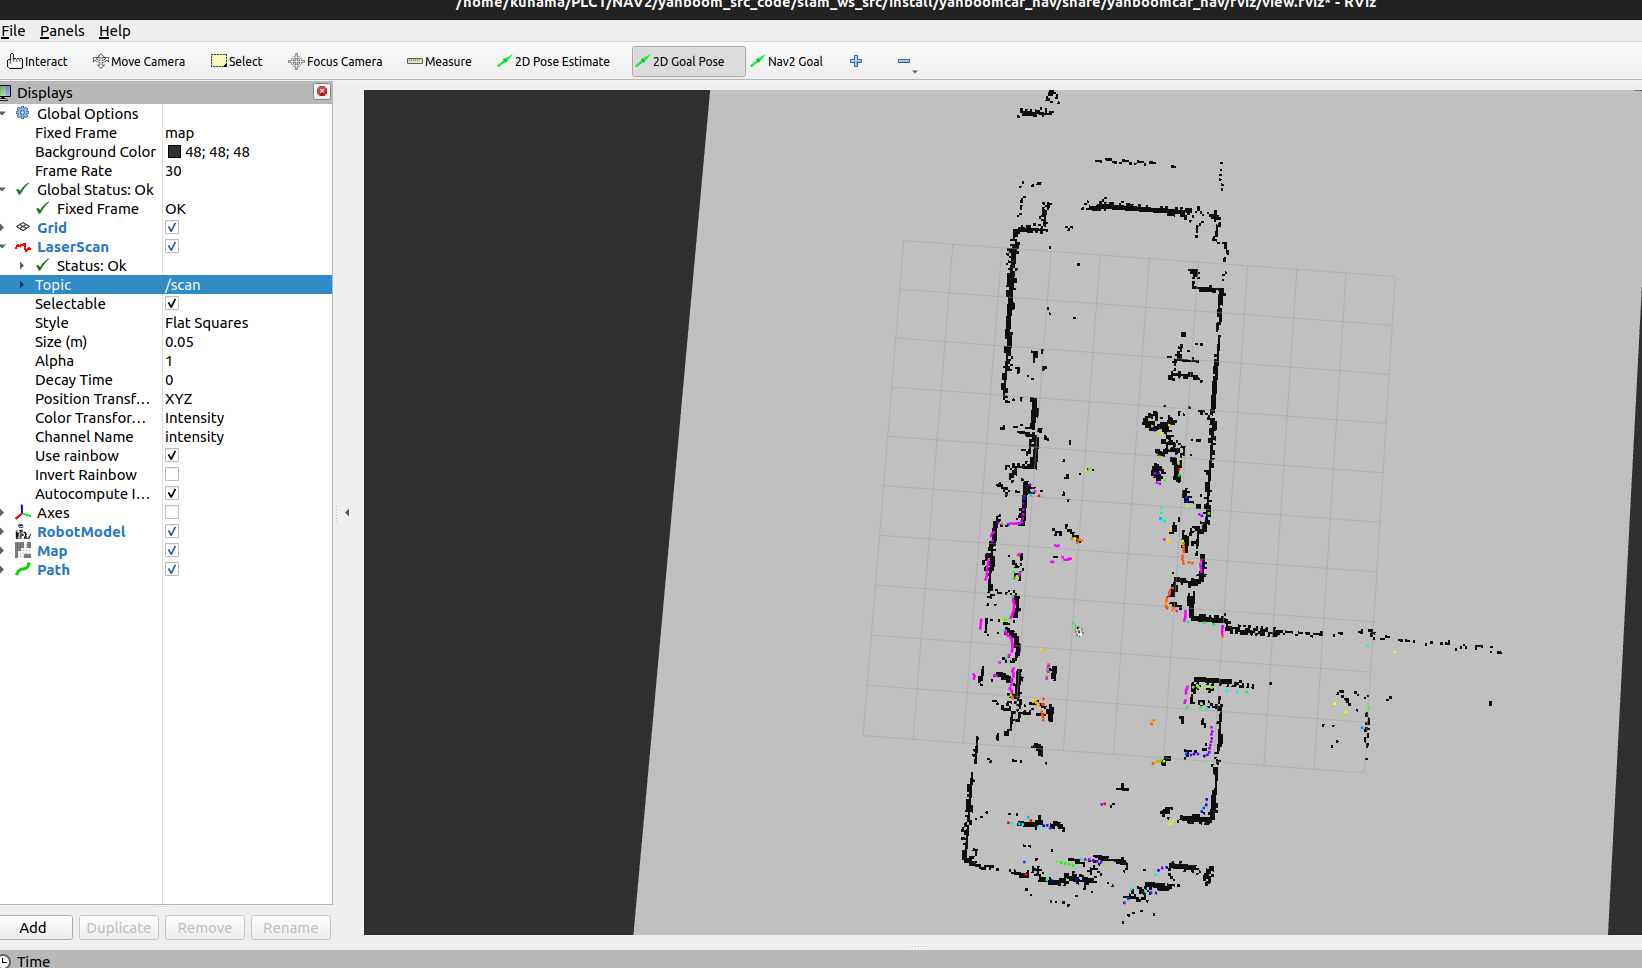 /home/kunama/PLCT/NAV2/yanboom_src_code/slam_ws_src/install/yanboomcar_nav/share/yanboomcar_nav/rviz/view.rviz* - RViz
File Panels Help
Interact Move Camera Select Focus Camera Measure 2D Pose Estimate 2D Goal Pose Nav2 Goal
Displays
Global Options
Fixed Frame map
Background Color 48; 48; 48
Frame Rate 30
Global Status: Ok
Fixed Frame OK
Grid
LaserScan
Status: Ok
Topic /scan
Selectable
Style Flat Squares
Size (m) 0.05
Alpha 1
Decay Time 0
Position Transf... XYZ
Color Transfor... Intensity
Channel Name intensity
Use rainbow
Invert Rainbow
Autocompute I...
Axes
RobotModel
Map
Path
Add Duplicate Remove Rename
Time